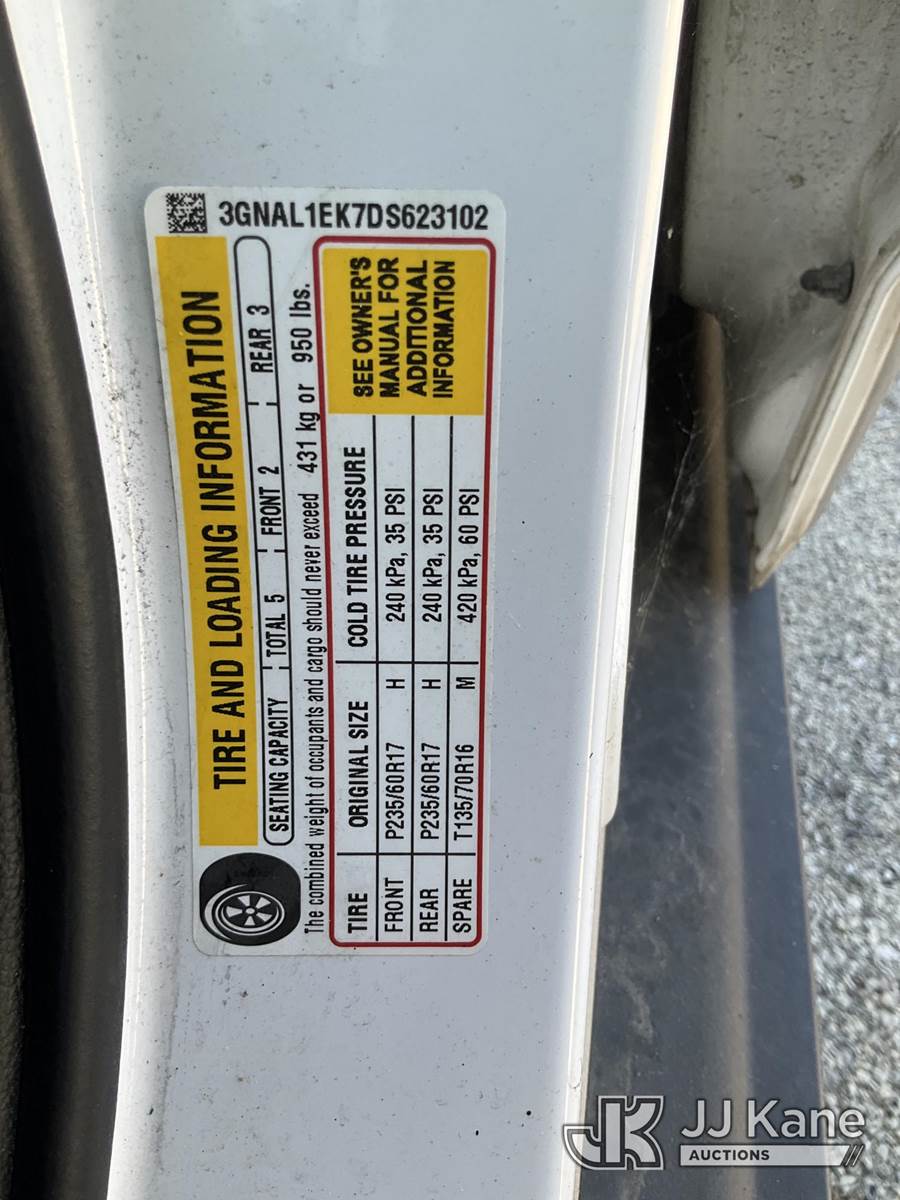 3GNAL1EK7DS623102
TIRE AND LOADING INFORMATION
SEATING CAPACITY TOTAL 5 FRONT 2 REAR 3
The combined weight of occupants and cargo should never exceed 431 kg or 950 lbs.
TIRE ORIGINAL SIZE COLD TIRE PRESSURE
FRONT P235/60R17 H 240 kPa, 35 PSI
REAR P235/60R17 H 240 kPa, 35 PSI
SPARE T135/70R16 M 420 kPa, 60 PSI
SEE OWNER'S
MANUAL FOR
ADDITIONAL
INFORMATION
JK JJ Kane
AUCTIONS